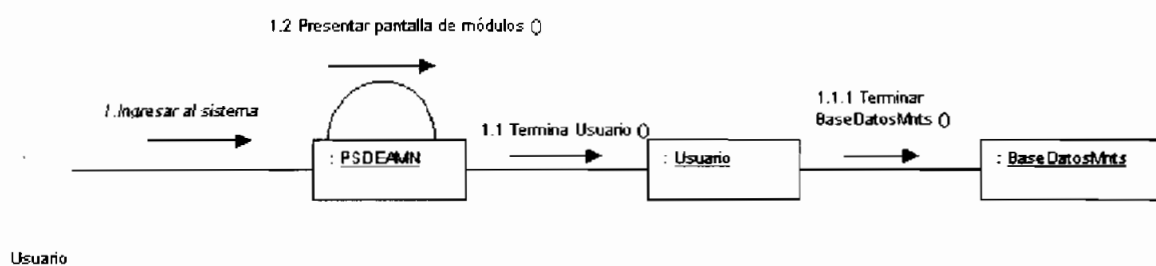 1.2 Presentar pantalla de módulos ()
1.Ingresar al sistema
1.1 Termina Usuario ()
1.1.1 Terminar
BaseDatosMnts ()
: PSDEAMN
: Usuario
: BaseDatosMnts
Usuario